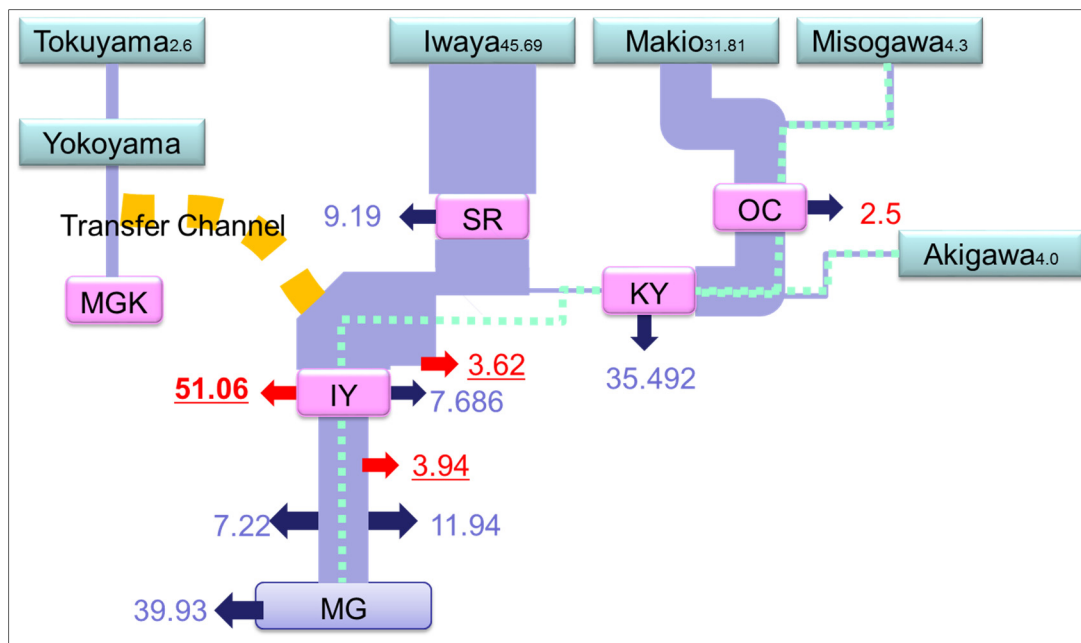 Tokuyama2.6
Iwaya45.69
Makio31.81
Misogawa4.3
Yokoyama
Transfer Channel
9.19
SR
OC
2.5
Akigawa4.0
MGK
KY
3.62
35.492
51.06
IY
7.686
3.94
7.22
11.94
39.93
MG